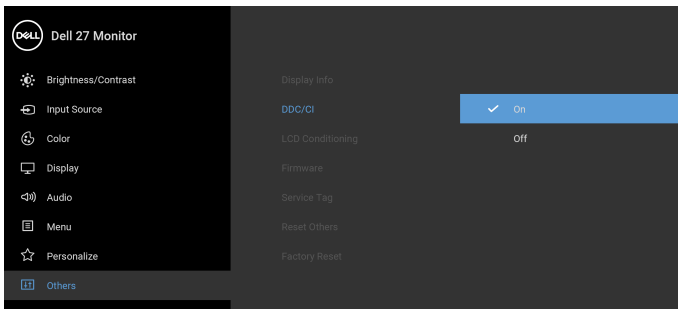 DELL
Dell 27 Monitor
Brightness/Contrast
Input Source
Color
Display
Audio
Menu
Personalize
Others
Display Info
DDC/CI
LCD Conditioning
Firmware
Service Tag
Reset Others
Factory Reset
On
Off